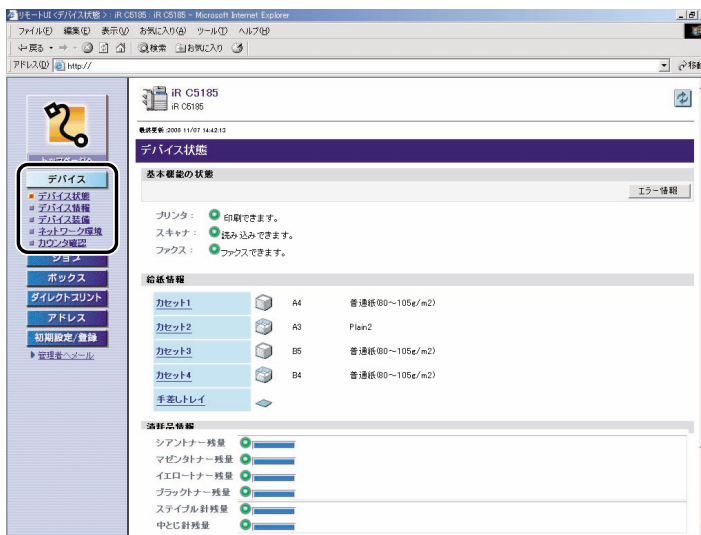 リモートUI <デバイス状態> : iR C5185 : iR C5185 - Microsoft Internet Explorer
ファイル(F) 編集(E) 表示(V) お気に入り(A) ツール(T) ヘルプ(H)
戻る 検索 お気に入り
アドレス(D) http:// 移動
iR C5185
iR C5185
最終更新 :2008 11/07 14:42:13
デバイス状態
デバイス
デバイス状態
デバイス情報
デバイス装備
ネットワーク環境
カウンタ確認
ジョブ
ボックス
ダイレクトプリント
アドレス
初期設定/登録
管理者へメール
基本機能の状態
エラー情報
プリンタ : 印刷できます。
スキャナ : 読み込みできます。
ファクス : ファクスできます。
給紙情報
カセット1 A4 普通紙(80～105g/m2)
カセット2 A3 Plain2
カセット3 B5 普通紙(80～105g/m2)
カセット4 B4 普通紙(80～105g/m2)
手差しトレイ
消耗品情報
シアントナー残量
マゼンタトナー残量
イエロートナー残量
ブラックトナー残量
ステイプル針残量
中とじ針残量